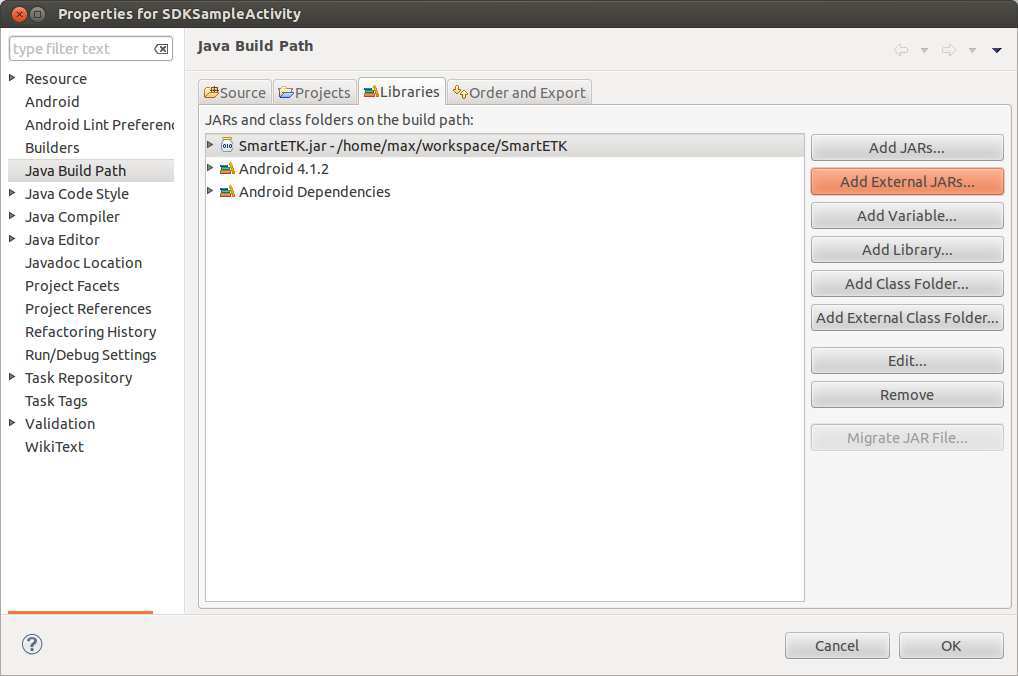 Properties for SDKSampleActivity
type filter text
Resource
Android
Android Lint Preferen
Builders
Java Build Path
Java Code Style
Java Compiler
Java Editor
Javadoc Location
Project Facets
Project References
Refactoring History
Run/Debug Settings
Task Repository
Task Tags
Validation
WikiText
Java Build Path
Source Projects Libraries Order and Export
JARs and class folders on the build path:
SmartETK.jar - /home/max/workspace/SmartETK
Android 4.1.2
Android Dependencies
Add JARs...
Add External JARs...
Add Variable...
Add Library...
Add Class Folder...
Add External Class Folder...
Edit...
Remove
Migrate JAR File...
?
Cancel OK